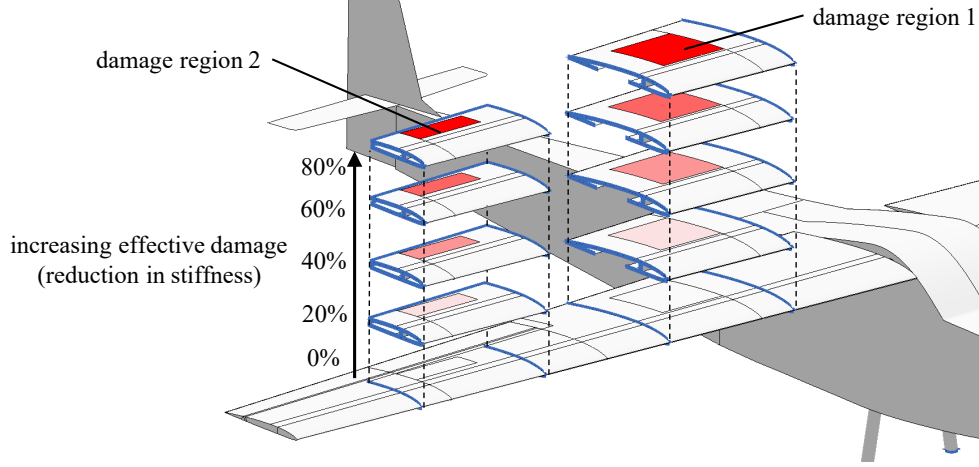 damage region 1
damage region 2
80%
60%
increasing effective damage
(reduction in stiffness)
40%
20%
0%